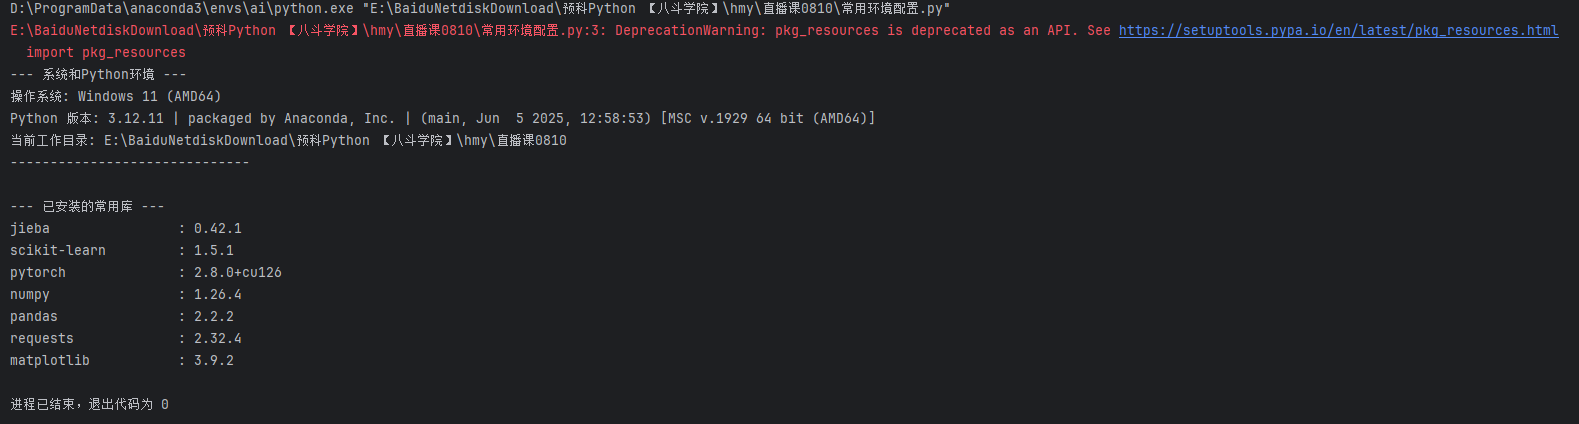 D:\ProgramData\anaconda3\envs\ai\python.exe "E:\BaiduNetdiskDownload\预科Python 【八斗学院】\hmy\直播课0810\常用环境配置.py"
E:\BaiduNetdiskDownload\预科Python 【八斗学院】\hmy\直播课0810\常用环境配置.py:3: DeprecationWarning: pkg_resources is deprecated as an API. See https://setuptools.pypa.io/en/latest/pkg_resources.html
  import pkg_resources
--- 系统和Python环境 ---
操作系统: Windows 11 (AMD64)
Python 版本: 3.12.11 | packaged by Anaconda, Inc. | (main, Jun  5 2025, 12:58:53) [MSC v.1929 64 bit (AMD64)]
当前工作目录: E:\BaiduNetdiskDownload\预科Python 【八斗学院】\hmy\直播课0810
------------------------------
--- 已安装的常用库 ---
jieba                : 0.42.1
scikit-learn         : 1.5.1
pytorch              : 2.8.0+cu126
numpy                : 1.26.4
pandas               : 2.2.2
requests             : 2.32.4
matplotlib           : 3.9.2
进程已结束，退出代码为 0